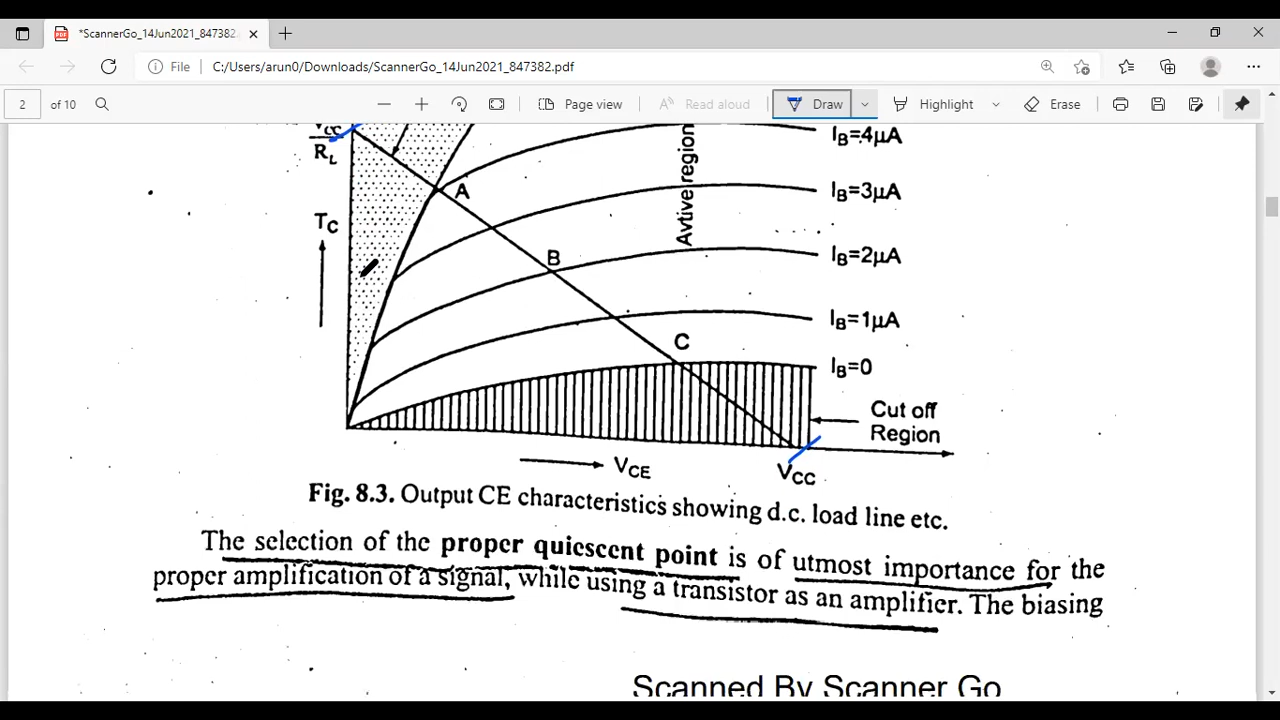 *ScannerGo_14Jun2021_847382.
File C:/Users/arun0/Downloads/ScannerGo_14Jun2021_847382.pdf
2 of 10 Page view Read aloud Draw Highlight Erase
VCC
RL
IB=4μA
A
IB=3μA
TC
Avtive region
B
IB=2μA
IB=1μA
C
IB=0
Cut off
Region
VCE
VCC
Fig. 8.3. Output CE characteristics showing d.c. load line etc.
The selection of the proper quiescent point is of utmost importance for the
proper amplification of a signal, while using a transistor as an amplifier. The biasing
Scanned By Scanner Go